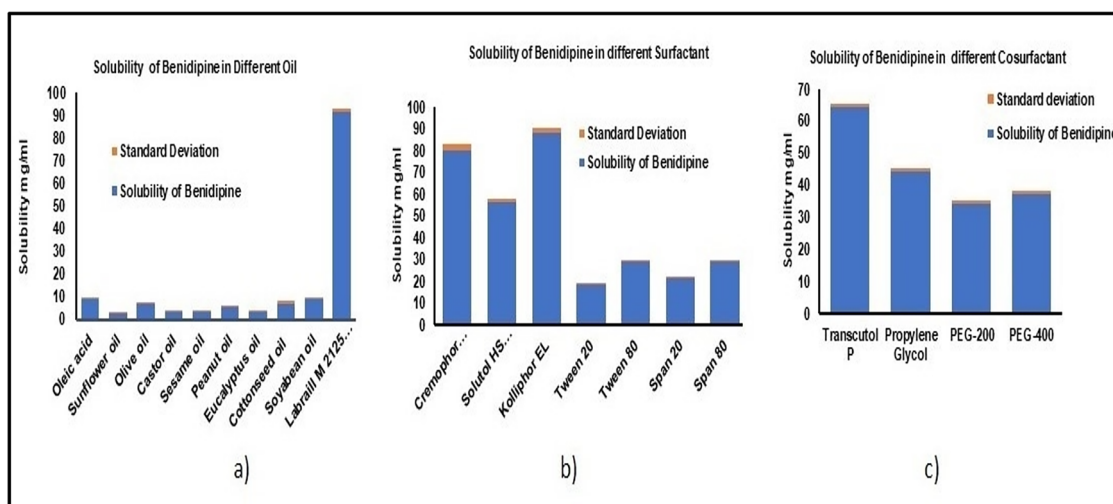 Solubility of Benidipine in Different Oil
100
90
80
70
60
50
40
30
20
10
0
Solubility mg/ml
Standard Deviation
Solubility of Benidipine
Oleic acid
Sunflower oil
Olive oil
Castor oil
Sesame oil
Peanut oil
Eucalyptus oil
Cottonseed oil
Soyabean oil
Labraill M 2125...
a)
Solubility of Benidipine in different Surfactant
100
90
80
70
60
50
40
30
20
10
0
Solubility mg/ml
Standard Deviation
Solubility of Benidipine
Cremophor...
Solutol HS...
Kolliphor EL
Tween 20
Tween 80
Span 20
Span 80
b)
Solubility of Benidipine in different Cosurfactant
70
60
50
40
30
20
10
0
Solubility mg/ml
Standard deviation
Solubility of Benidipine
Transcutol
P
Propylene
Glycol
PEG-200
PEG-400
c)